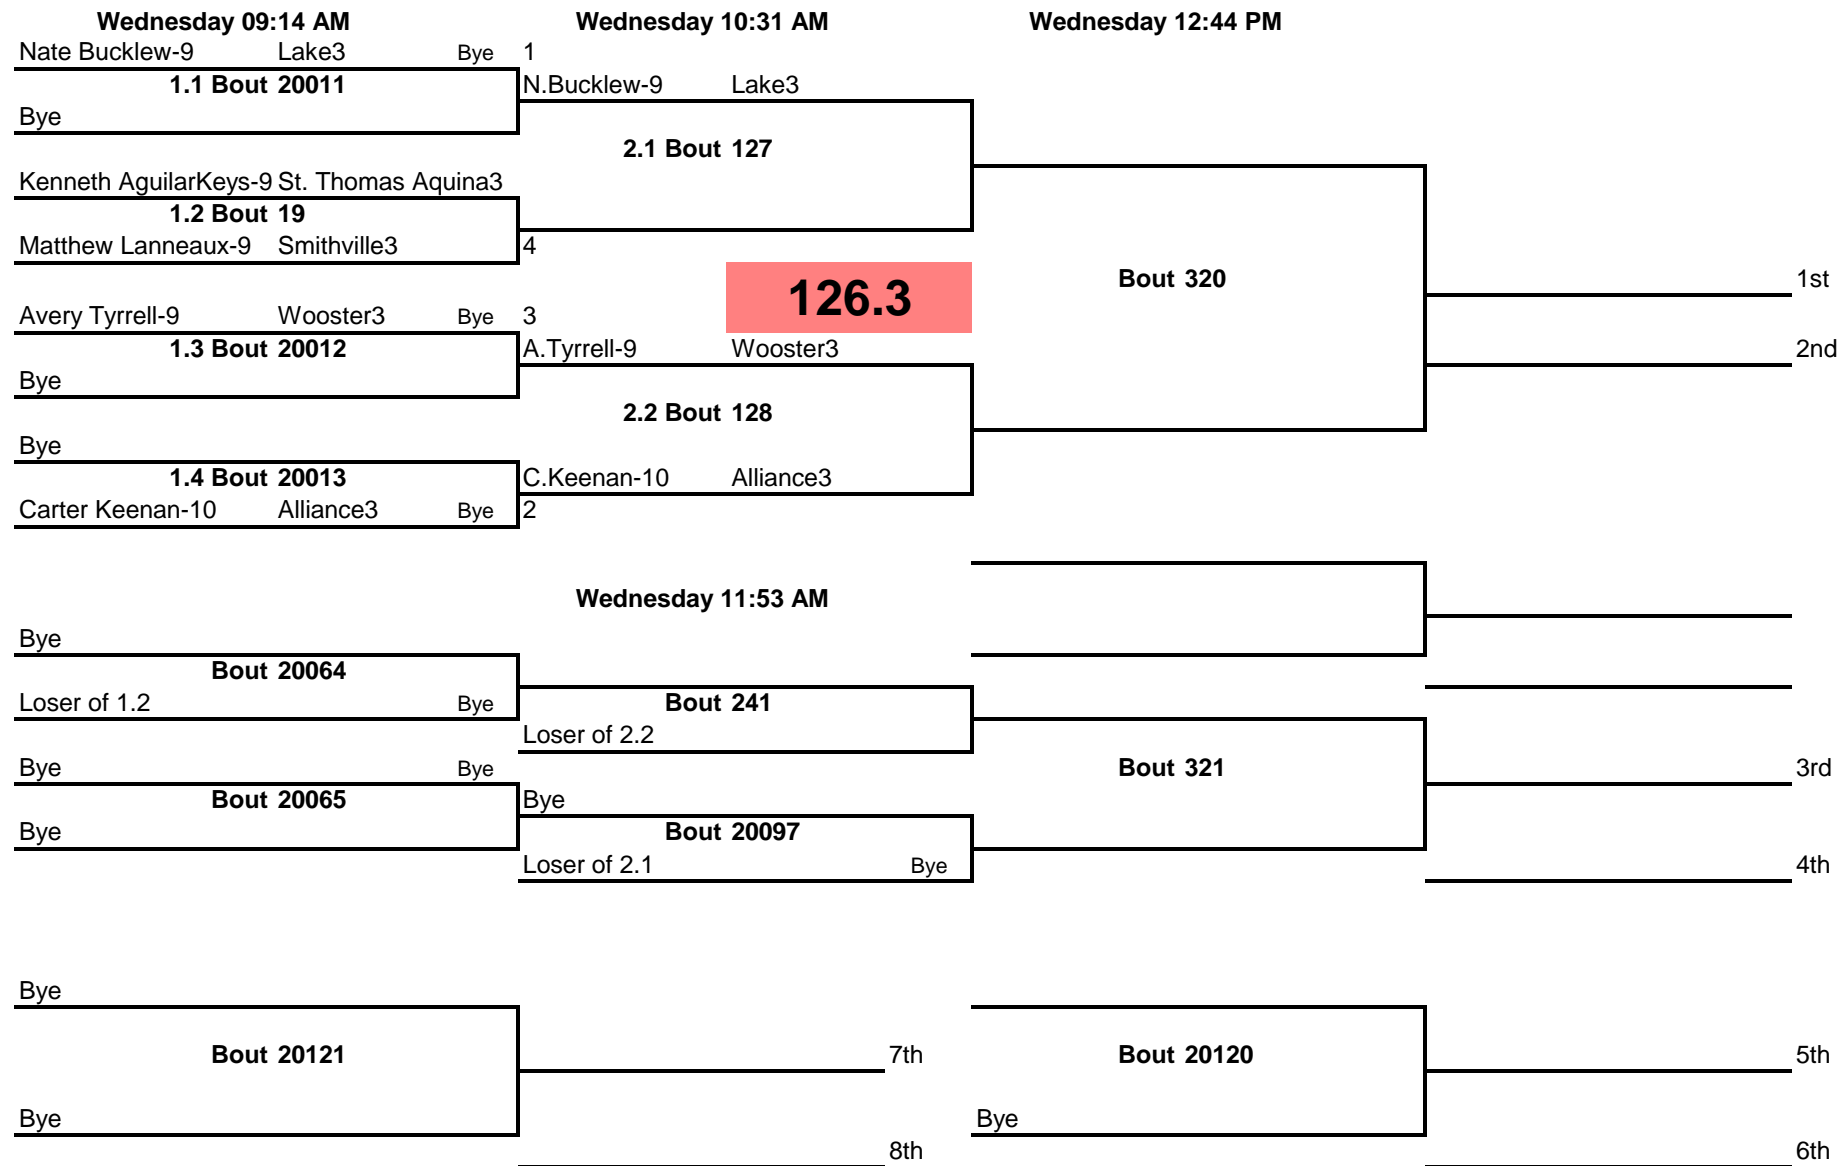 Wednesday 09:14 AM Wednesday 10:31 AM Wednesday 12:44 PM
Nate Bucklew-9 Lake3 Bye 1
1.1 Bout 20011 N.Bucklew-9 Lake3
Bye
2.1 Bout 127
Kenneth AguilarKeys-9 St. Thomas Aquina3
1.2 Bout 19
Matthew Lanneaux-9 Smithville3 4
126.3 Bout 320 1st
Avery Tyrrell-9 Wooster3 Bye 3
1.3 Bout 20012 A.Tyrrell-9 Wooster3 2nd
Bye
2.2 Bout 128
Bye
1.4 Bout 20013 C.Keenan-10 Alliance3
Carter Keenan-10 Alliance3 Bye 2
Wednesday 11:53 AM
Bye
Bout 20064
Loser of 1.2 Bye Bout 241
Loser of 2.2
Bye Bye Bout 321 3rd
Bout 20065 Bye
Bye Bout 20097
Loser of 2.1 Bye 4th
Bye
Bout 20121 7th Bout 20120 5th
Bye Bye
8th 6th